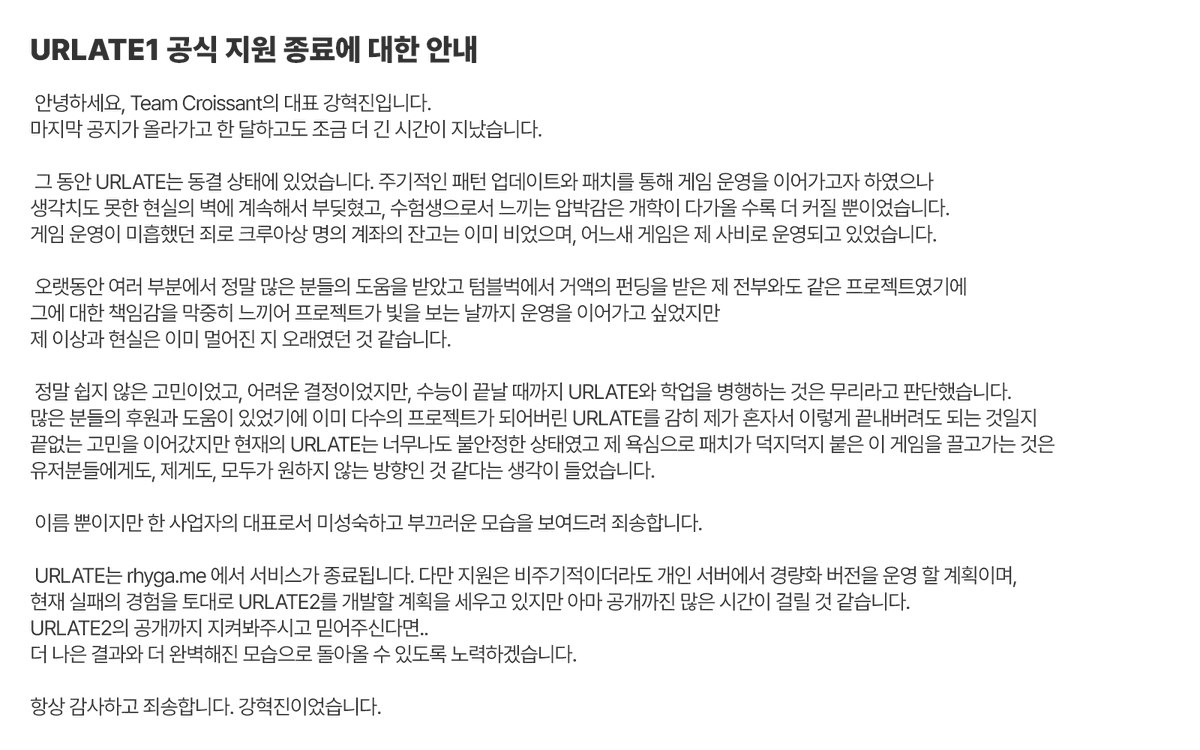 URLATE1 공식 지원 종료에 대한 안내
안녕하세요, Team Croissant의 대표 강혁진입니다.
마지막 공지가 올라가고 한 달하고도 조금 더 긴 시간이 지났습니다.
그 동안 URLATE는 동결 상태에 있었습니다. 주기적인 패턴 업데이트와 패치를 통해 게임 운영을 이어가고자 하였으나
생각치도 못한 현실의 벽에 계속해서 부딪혔고, 수험생으로서 느끼는 압박감은 개학이 다가올 수록 더 커질 뿐이었습니다.
게임 운영이 미흡했던 죄로 크루아상 명의 계좌의 잔고는 이미 비었으며, 어느새 게임은 제 사비로 운영되고 있었습니다.
오랫동안 여러 부분에서 정말 많은 분들의 도움을 받았고 텀블벅에서 거액의 펀딩을 받은 제 전부와도 같은 프로젝트였기에
그에 대한 책임감을 막중히 느끼어 프로젝트가 빛을 보는 날까지 운영을 이어가고 싶었지만
제 이상과 현실은 이미 멀어진 지 오래였던 것 같습니다.
정말 쉽지 않은 고민이었고, 어려운 결정이었지만, 수능이 끝날 때까지 URLATE와 학업을 병행하는 것은 무리라고 판단했습니다.
많은 분들의 후원과 도움이 있었기에 이미 다수의 프로젝트가 되어버린 URLATE를 감히 제가 혼자서 이렇게 끝내버려도 되는 것일지
끝없는 고민을 이어갔지만 현재의 URLATE는 너무나도 불안정한 상태였고 제 욕심으로 패치가 덕지덕지 붙은 이 게임을 끌고가는 것은
유저분들에게도, 제게도, 모두가 원하지 않는 방향인 것 같다는 생각이 들었습니다.
이름 뿐이지만 한 사업자의 대표로서 미성숙하고 부끄러운 모습을 보여드려 죄송합니다.
URLATE는 rhyga.me 에서 서비스가 종료됩니다. 다만 지원은 비주기적이더라도 개인 서버에서 경량화 버전을 운영 할 계획이며,
현재 실패의 경험을 토대로 URLATE2를 개발할 계획을 세우고 있지만 아마 공개까진 많은 시간이 걸릴 것 같습니다.
URLATE2의 공개까지 지켜봐주시고 믿어주신다면..
더 나은 결과와 더 완벽해진 모습으로 돌아올 수 있도록 노력하겠습니다.
항상 감사하고 죄송합니다. 강혁진이었습니다.